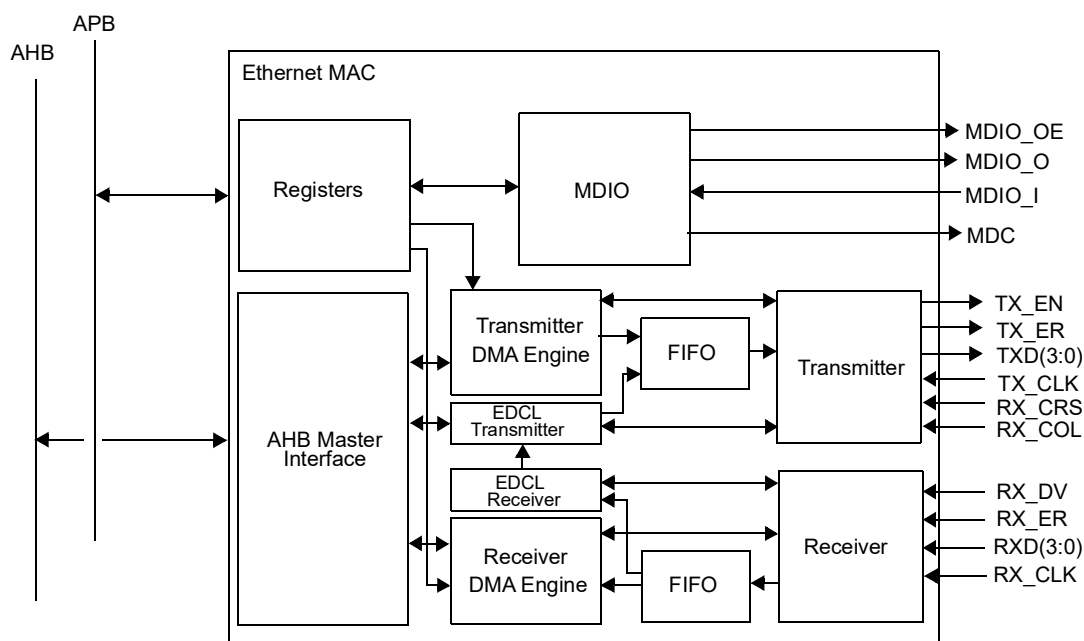 APB
AHB
Ethernet MAC
Registers
MDIO
MDIO_OE
MDIO_O
MDIO_I
MDC
Transmitter
DMA Engine
FIFO
Transmitter
TX_EN
TX_ER
TXD(3:0)
TX_CLK
RX_CRS
RX_COL
EDCL
Transmitter
AHB Master
Interface
EDCL
Receiver
Receiver
DMA Engine
FIFO
Receiver
RX_DV
RX_ER
RXD(3:0)
RX_CLK